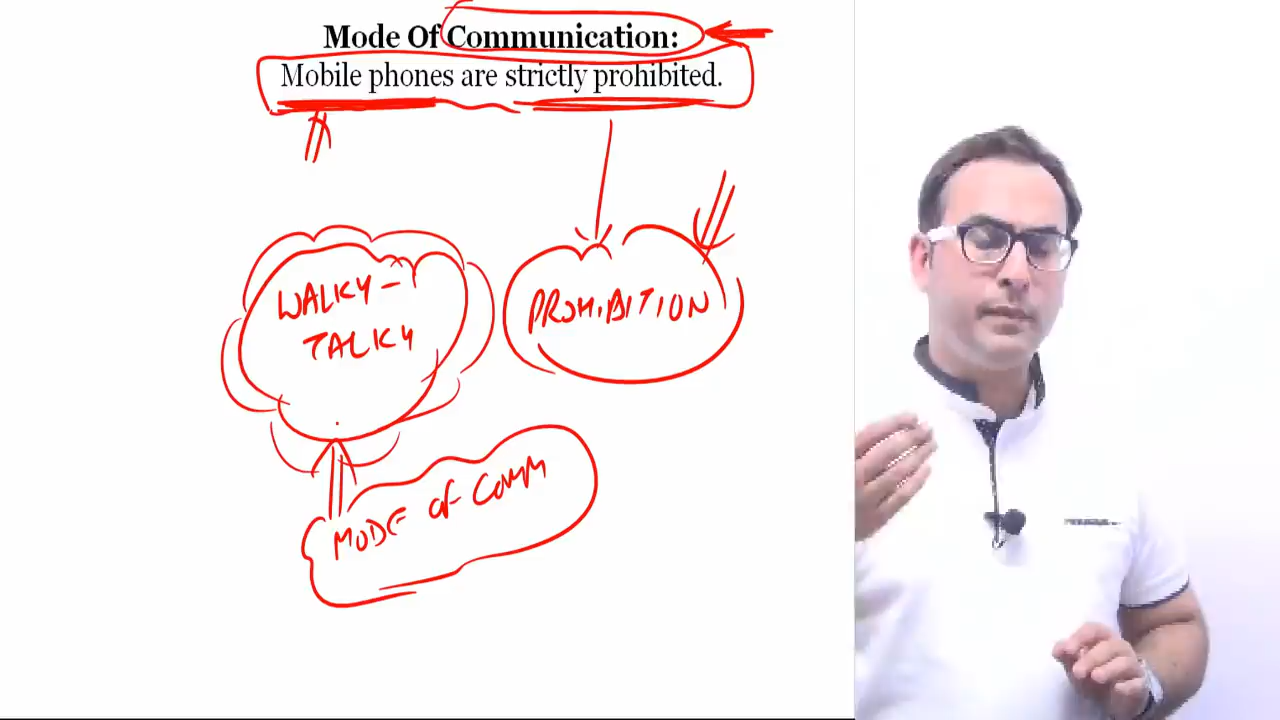 Mode Of Communication:
Mobile phones are strictly prohibited.
WALKY-
TALKY
PROHIBITION
MODE OF COMM